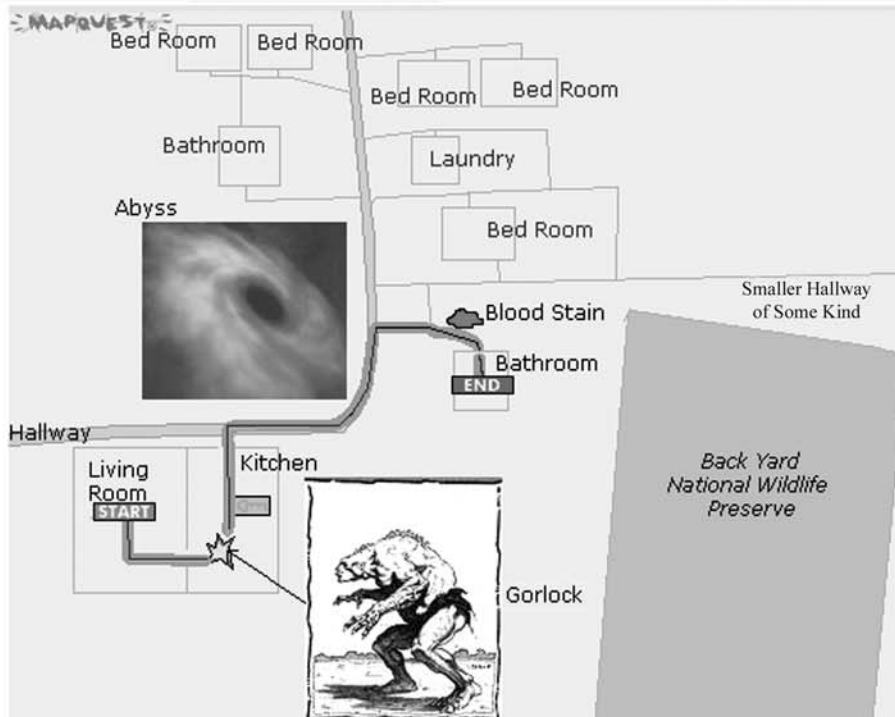 MAPQUEST
Bed Room
Bed Room
Bed Room
Bed Room
Bathroom
Laundry
Abyss
Bed Room
Smaller Hallway
of Some Kind
Blood Stain
Bathroom
END
Hallway
Living
Room
START
Kitchen
Back Yard
National Wildlife
Preserve
Gorlock